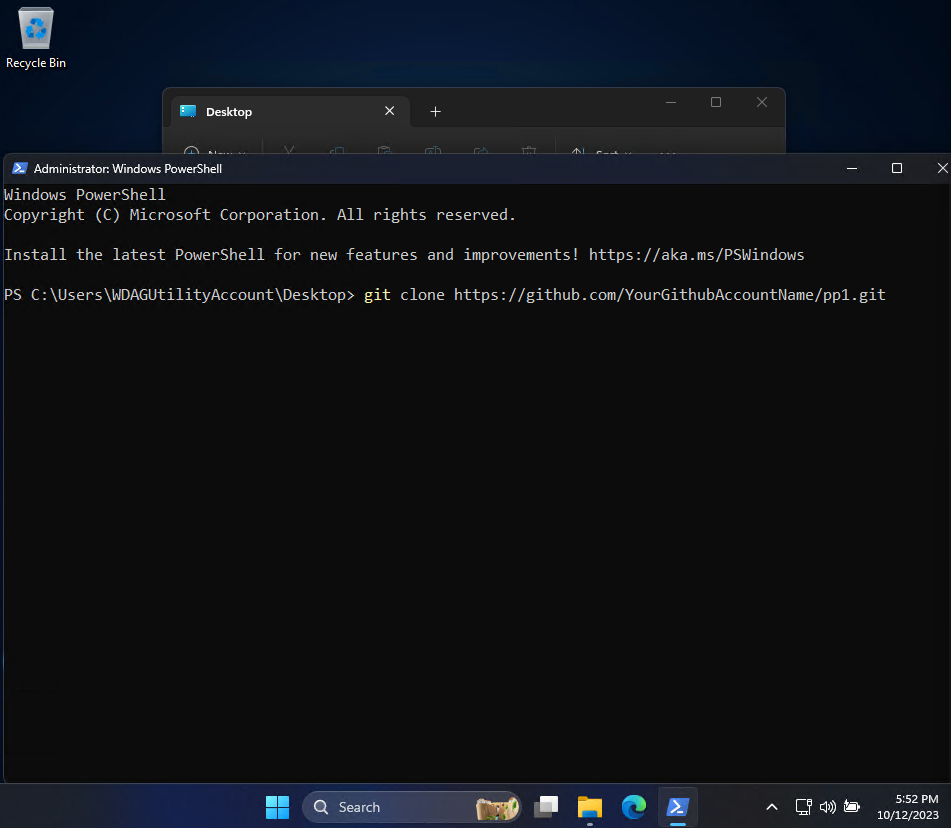 Recycle Bin
Desktop
Administrator: Windows PowerShell
Windows PowerShell
Copyright (C) Microsoft Corporation. All rights reserved.
Install the latest PowerShell for new features and improvements! https://aka.ms/PSWindows
PS C:\Users\WDAGUtilityAccount\Desktop> git clone https://github.com/YourGithubAccountName/pp1.git
Search
5:52 PM
10/12/2023